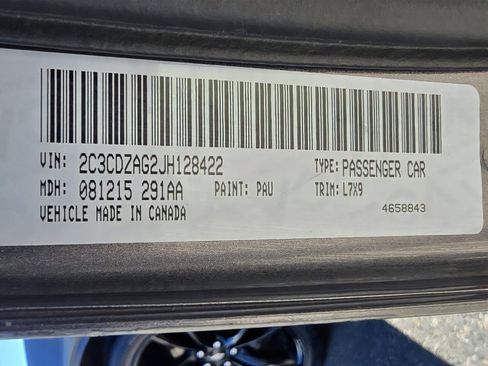 VIN: 2C3CDZAG2JH128422 TYPE: PASSENGER CAR
MDH: 081215 291AA PAINT: PAU TRIM: L7X9
VEHICLE MADE IN CANADA 4658843